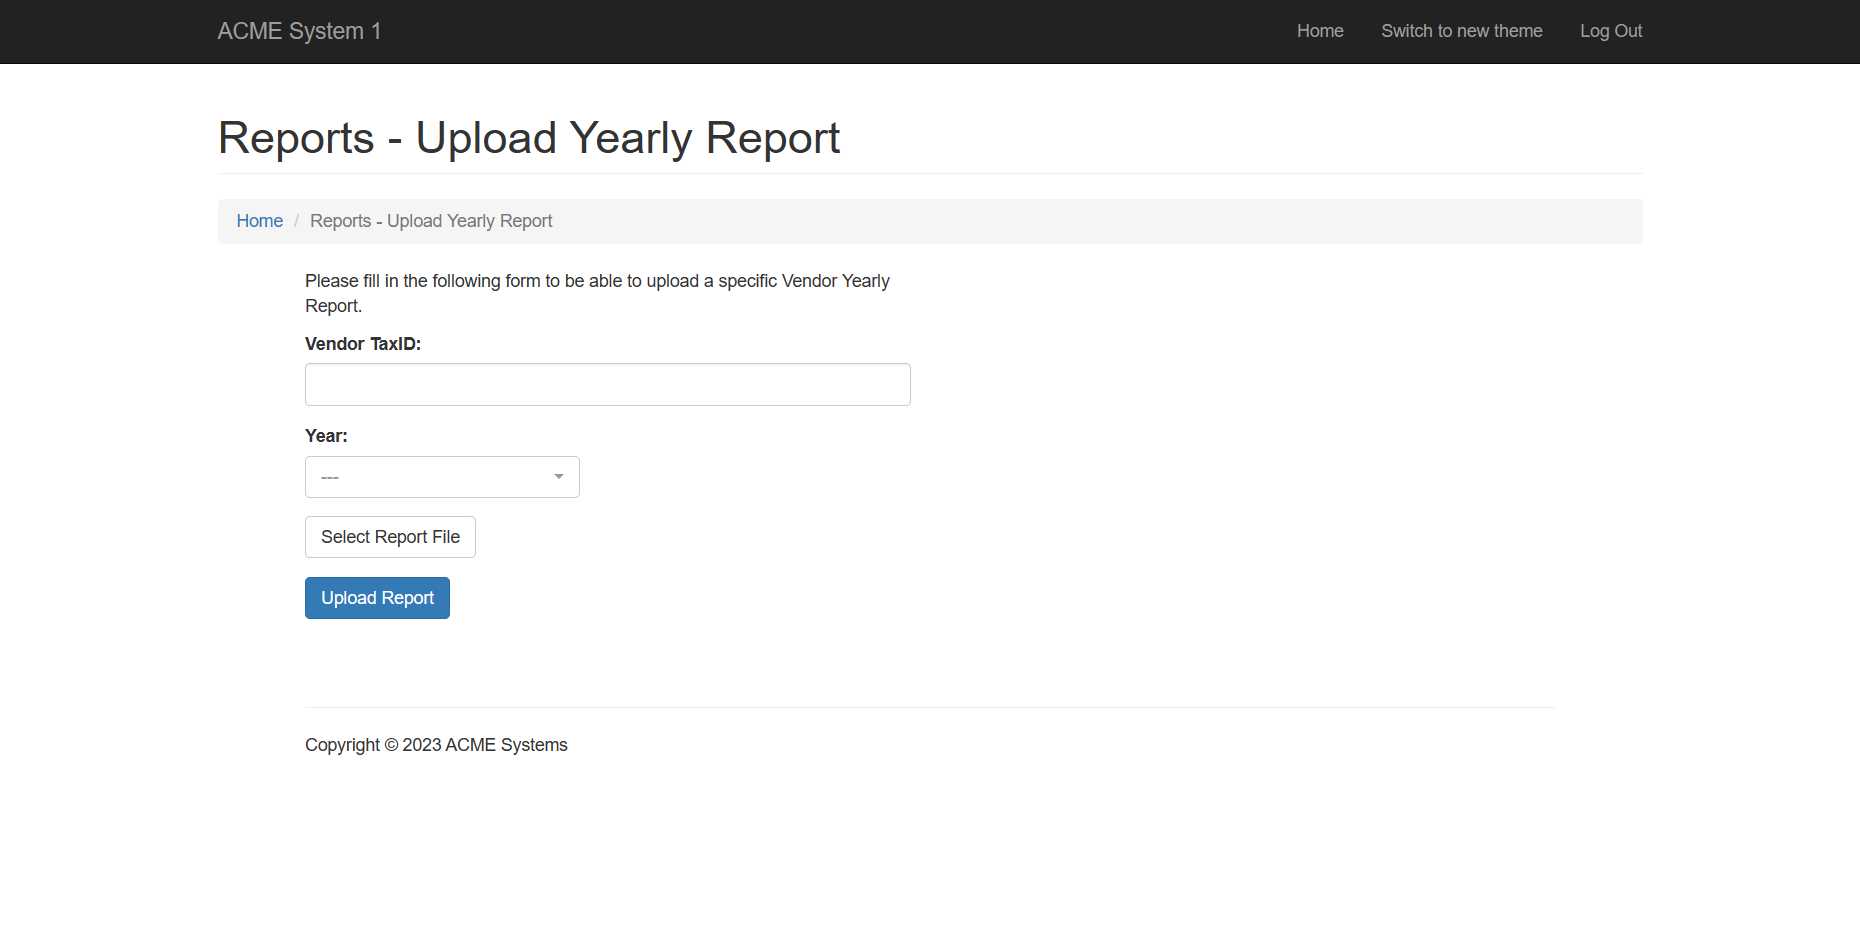 ACME System 1
Home
Switch to new theme
Log Out
Reports - Upload Yearly Report
Home / Reports - Upload Yearly Report
Please fill in the following form to be able to upload a specific Vendor Yearly
Report.
Vendor TaxID:
Year:
---
Select Report File
Upload Report
Copyright © 2023 ACME Systems